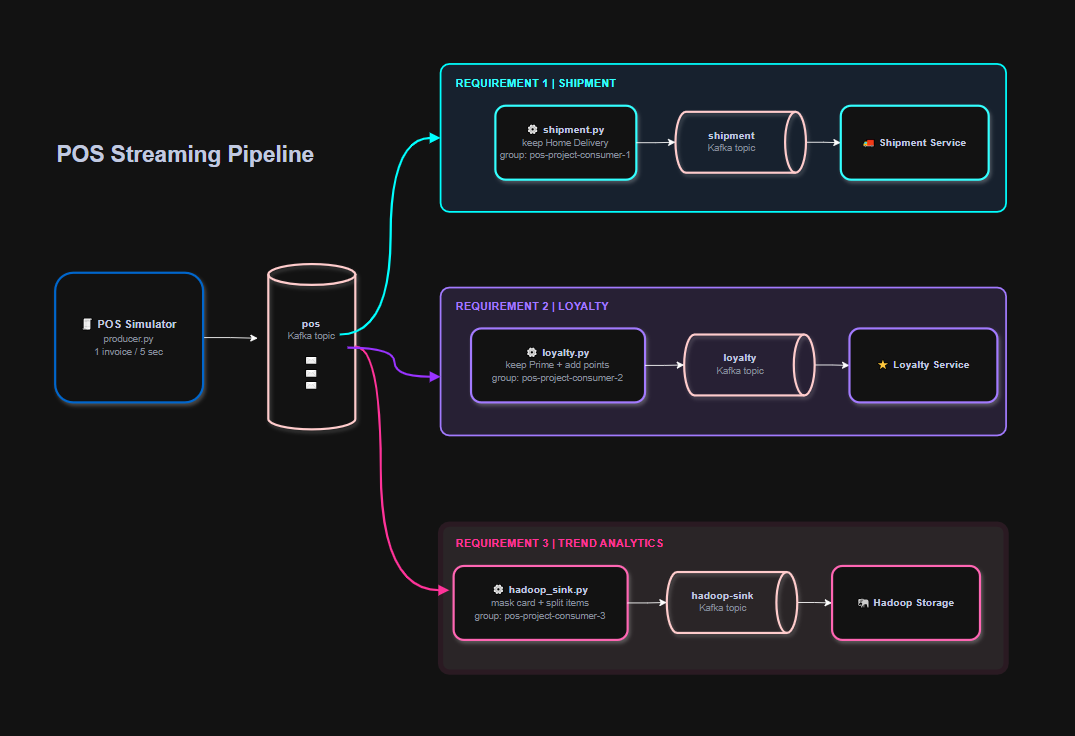 POS Streaming Pipeline
POS Simulator
producer.py
1 invoice / 5 sec
pos
Kafka topic
REQUIREMENT 1 | SHIPMENT
shipment.py
keep Home Delivery
group: pos-project-consumer-1
shipment
Kafka topic
Shipment Service
REQUIREMENT 2 | LOYALTY
loyalty.py
keep Prime + add points
group: pos-project-consumer-2
loyalty
Kafka topic
Loyalty Service
REQUIREMENT 3 | TREND ANALYTICS
hadoop_sink.py
mask card + split items
group: pos-project-consumer-3
hadoop-sink
Kafka topic
Hadoop Storage